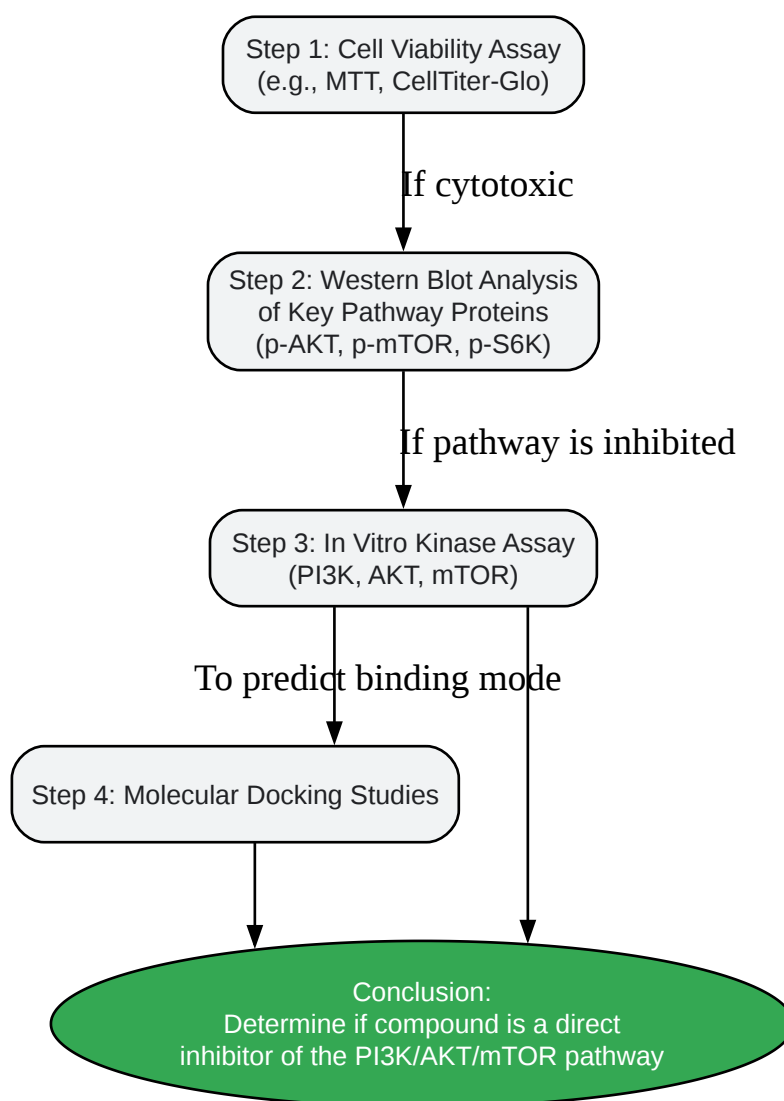 Step 1: Cell Viability Assay
(e.g., MTT, CellTiter-Glo)
If cytotoxic
Step 2: Western Blot Analysis
of Key Pathway Proteins
(p-AKT, p-mTOR, p-S6K)
If pathway is inhibited
Step 3: In Vitro Kinase Assay
(PI3K, AKT, mTOR)
To predict binding mode
Step 4: Molecular Docking Studies
Conclusion:
Determine if compound is a direct
inhibitor of the PI3K/AKT/mTOR pathway